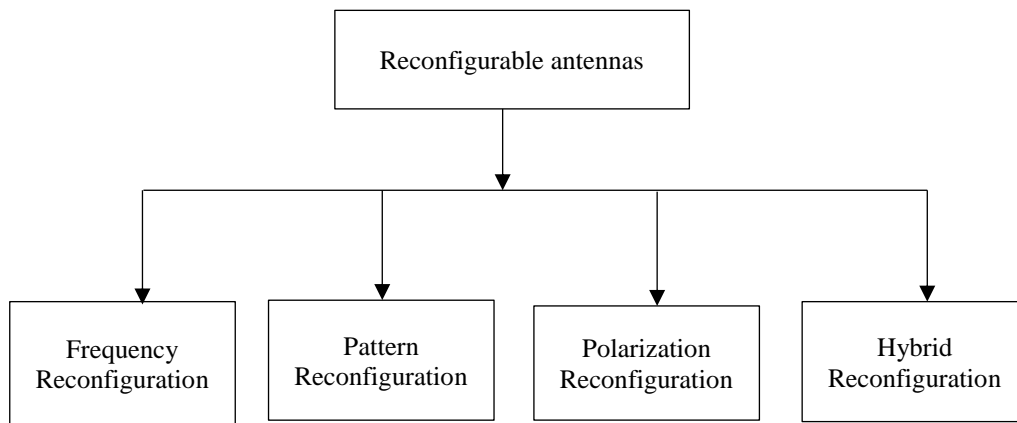 Reconfigurable antennas
Frequency
Reconfiguration
Pattern
Reconfiguration
Polarization
Reconfiguration
Hybrid
Reconfiguration